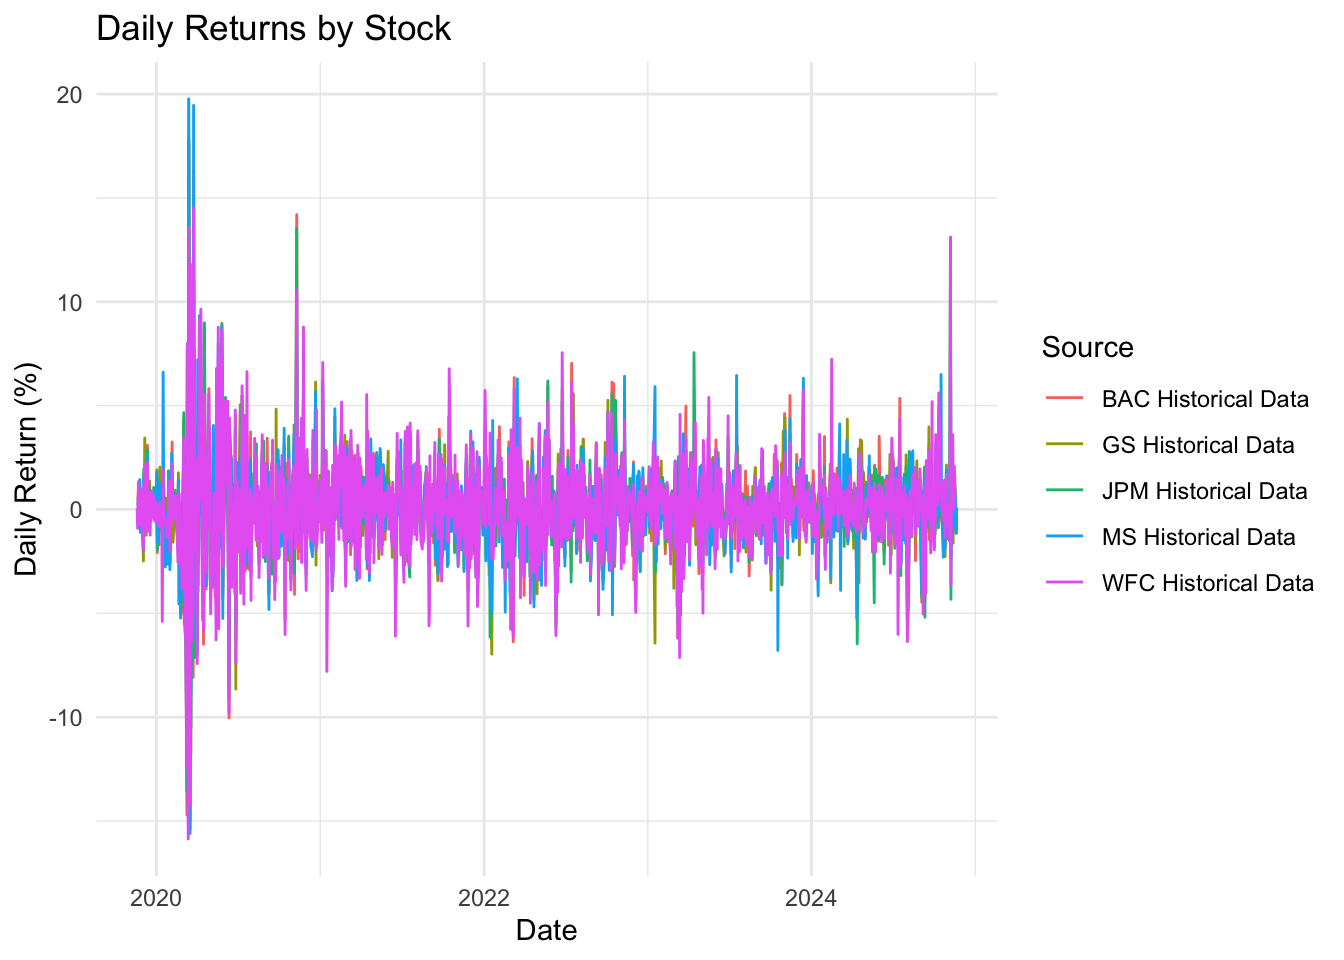 Daily Returns by Stock
Daily Return (%)
20
10
0
-10
2020
2022
2024
Date
Source
BAC Historical Data
GS Historical Data
JPM Historical Data
MS Historical Data
WFC Historical Data